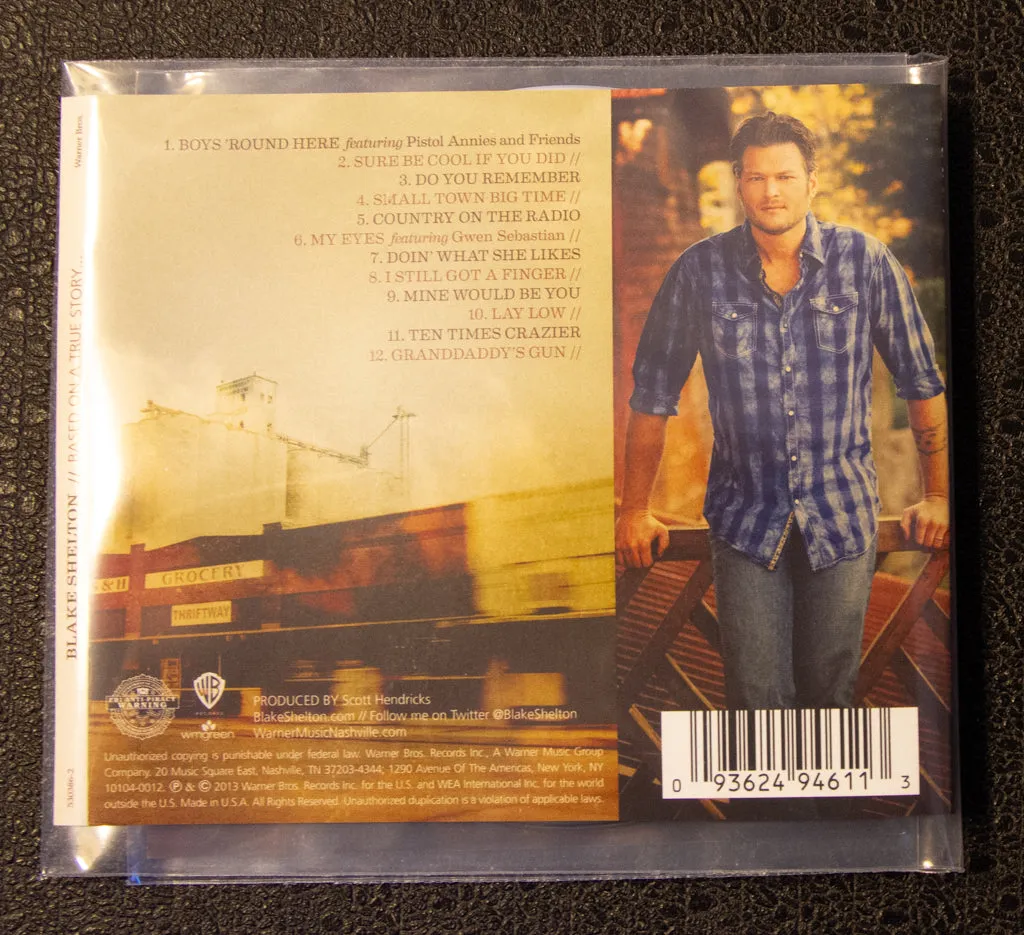 1. BOYS 'ROUND HERE featuring Pistol Annies and Friends
2. SURE BE COOL IF YOU DID //
3. DO YOU REMEMBER
4. SMALL TOWN BIG TIME //
5. COUNTRY ON THE RADIO
6. MY EYES featuring Gwen Sebastian //
7. DOIN' WHAT SHE LIKES
8. I STILL GOT A FINGER //
9. MINE WOULD BE YOU
10. LAY LOW //
11. TEN TIMES CRAZIER
12. GRANDDADDY'S GUN //
Warner Bros.
BLAKE SHELTON // BASED ON A TRUE STORY...
530366-2
& H
GROCERY
THRIFTWAY
FBI ANTI-PIRACY
WARNING
WB
wmgreen
PRODUCED BY Scott Hendricks
BlakeShelton.com // Follow me on Twitter @BlakeShelton
WarnerMusicNashville.com
Unauthorized copying is punishable under federal law. Warner Bros. Records Inc., A Warner Music Group
Company. 20 Music Square East, Nashville, TN 37203-4344; 1290 Avenue Of The Americas, New York, NY
10104-0012. ℗ & © 2013 Warner Bros. Records Inc. for the U.S. and WEA International Inc. for the world
outside the U.S. Made in U.S.A. All Rights Reserved. Unauthorized duplication is a violation of applicable laws.
0 93624 94611 3